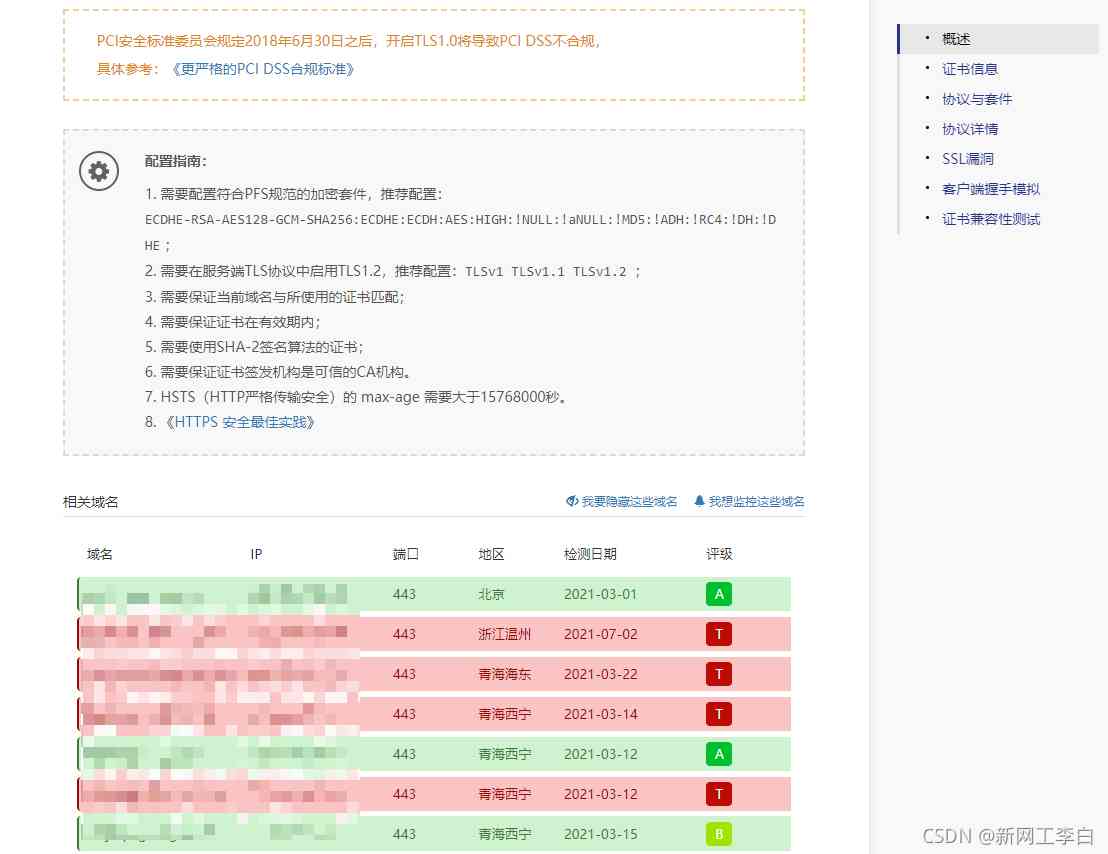 PCI安全标准委员会规定2018年6月30日之后，开启TLS1.0将导致PCI DSS不合规，
具体参考：《更严格的PCI DSS合规标准》
配置指南：
1. 需要配置符合PFS规范的加密套件，推荐配置：
ECDHE-RSA-AES128-GCM-SHA256:ECDHE:ECDH:AES:HIGH:!NULL:!aNULL:!MD5:!ADH:!RC4:!DH:!D
HE ；
2. 需要在服务端TLS协议中启用TLS1.2，推荐配置：TLSv1 TLSv1.1 TLSv1.2 ；
3. 需要保证当前域名与所使用的证书匹配；
4. 需要保证证书在有效期内；
5. 需要使用SHA-2签名算法的证书；
6. 需要保证证书签发机构是可信的CA机构。
7. HSTS（HTTP严格传输安全）的 max-age 需要大于15768000秒。
8. 《HTTPS 安全最佳实践》
相关域名 我要隐藏这些域名 我想监控这些域名
域名 IP 端口 地区 检测日期 评级
443 北京 2021-03-01 A
443 浙江温州 2021-07-02 T
443 青海海东 2021-03-22 T
443 青海西宁 2021-03-14 T
443 青海西宁 2021-03-12 A
443 青海西宁 2021-03-12 T
443 青海西宁 2021-03-15 B
• 概述
• 证书信息
• 协议与套件
• 协议详情
• SSL漏洞
• 客户端握手模拟
• 证书兼容性测试
CSDN @新网工李白